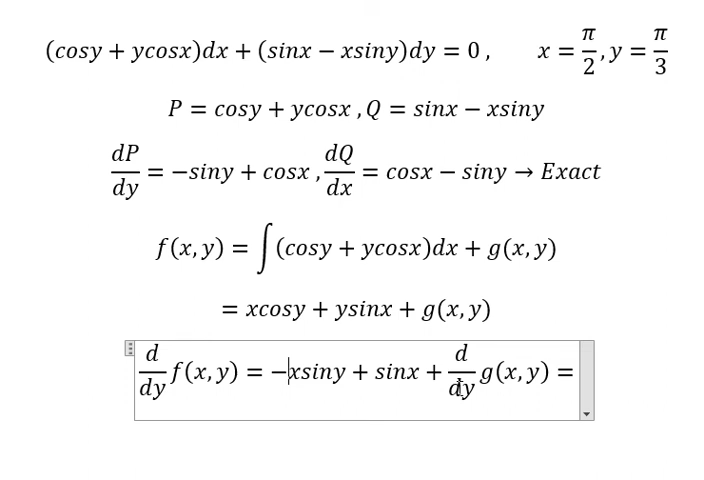 (cosy + ycosx)dx + (sinx − xsiny)dy = 0 , x = π/2 , y = π/3
P = cosy + ycosx , Q = sinx − xsiny
dP/dy = −siny + cosx , dQ/dx = cosx − siny → Exact
f(x, y) = ∫(cosy + ycosx)dx + g(x, y)
= xcosy + ysinx + g(x, y)
d/dy f(x, y) = −xsiny + sinx + d/dy g(x, y) =